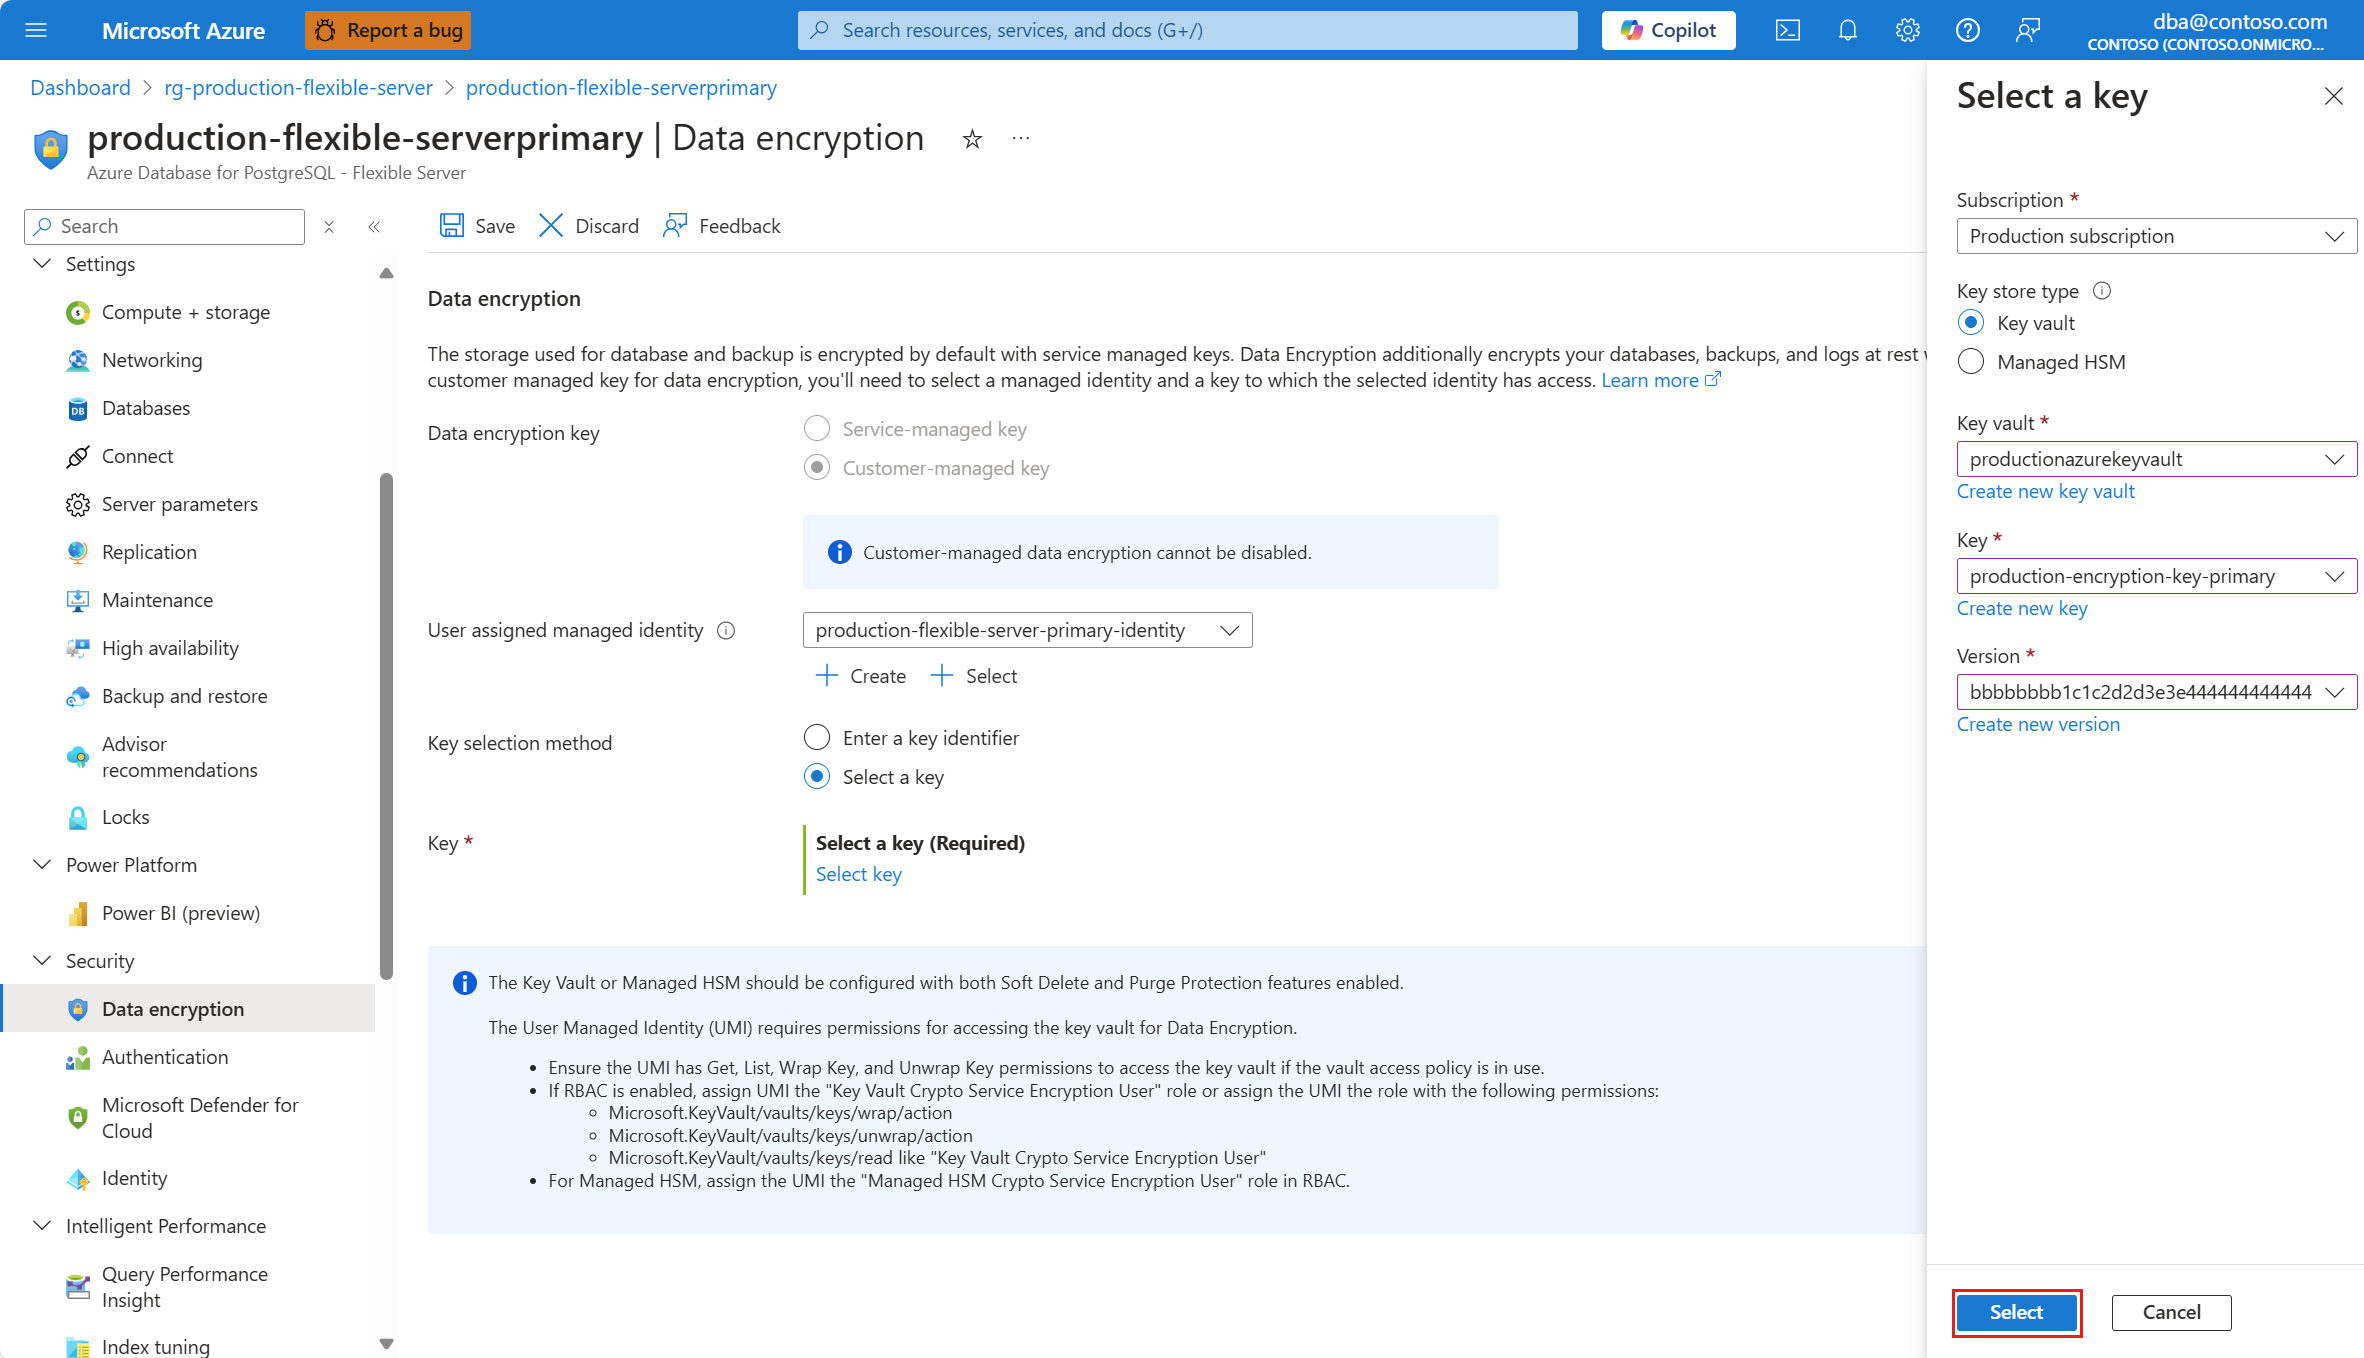 Microsoft Azure
Report a bug
Search resources, services, and docs (G+/)
Copilot
dba@contoso.com
CONTOSO (CONTOSO.ONMICRO...
Dashboard > rg-production-flexible-server > production-flexible-serverprimary
production-flexible-serverprimary | Data encryption
Azure Database for PostgreSQL - Flexible Server
Search
Settings
Compute + storage
Networking
Databases
Connect
Server parameters
Replication
Maintenance
High availability
Backup and restore
Advisor
recommendations
Locks
Power Platform
Power BI (preview)
Security
Data encryption
Authentication
Microsoft Defender for
Cloud
Identity
Intelligent Performance
Query Performance
Insight
Index tuning
Save
Discard
Feedback
Data encryption
The storage used for database and backup is encrypted by default with service managed keys. Data Encryption additionally encrypts your databases, backups, and logs at rest
customer managed key for data encryption, you'll need to select a managed identity and a key to which the selected identity has access. Learn more
Data encryption key
Service-managed key
Customer-managed key
Customer-managed data encryption cannot be disabled.
User assigned managed identity
production-flexible-server-primary-identity
Create
Select
Key selection method
Enter a key identifier
Select a key
Key *
Select a key (Required)
Select key
The Key Vault or Managed HSM should be configured with both Soft Delete and Purge Protection features enabled.
The User Managed Identity (UMI) requires permissions for accessing the key vault for Data Encryption.
• Ensure the UMI has Get, List, Wrap Key, and Unwrap Key permissions to access the key vault if the vault access policy is in use.
• If RBAC is enabled, assign UMI the "Key Vault Crypto Service Encryption User" role or assign the UMI the role with the following permissions:
◦ Microsoft.KeyVault/vaults/keys/wrap/action
◦ Microsoft.KeyVault/vaults/keys/unwrap/action
◦ Microsoft.KeyVault/vaults/keys/read like "Key Vault Crypto Service Encryption User"
• For Managed HSM, assign the UMI the "Managed HSM Crypto Service Encryption User" role in RBAC.
Select a key
Subscription *
Production subscription
Key store type
Key vault
Managed HSM
Key vault *
productionazurekeyvault
Create new key vault
Key *
production-encryption-key-primary
Create new key
Version *
bbbbbbbb1c1c2d2d3e3e444444444444
Create new version
Select
Cancel